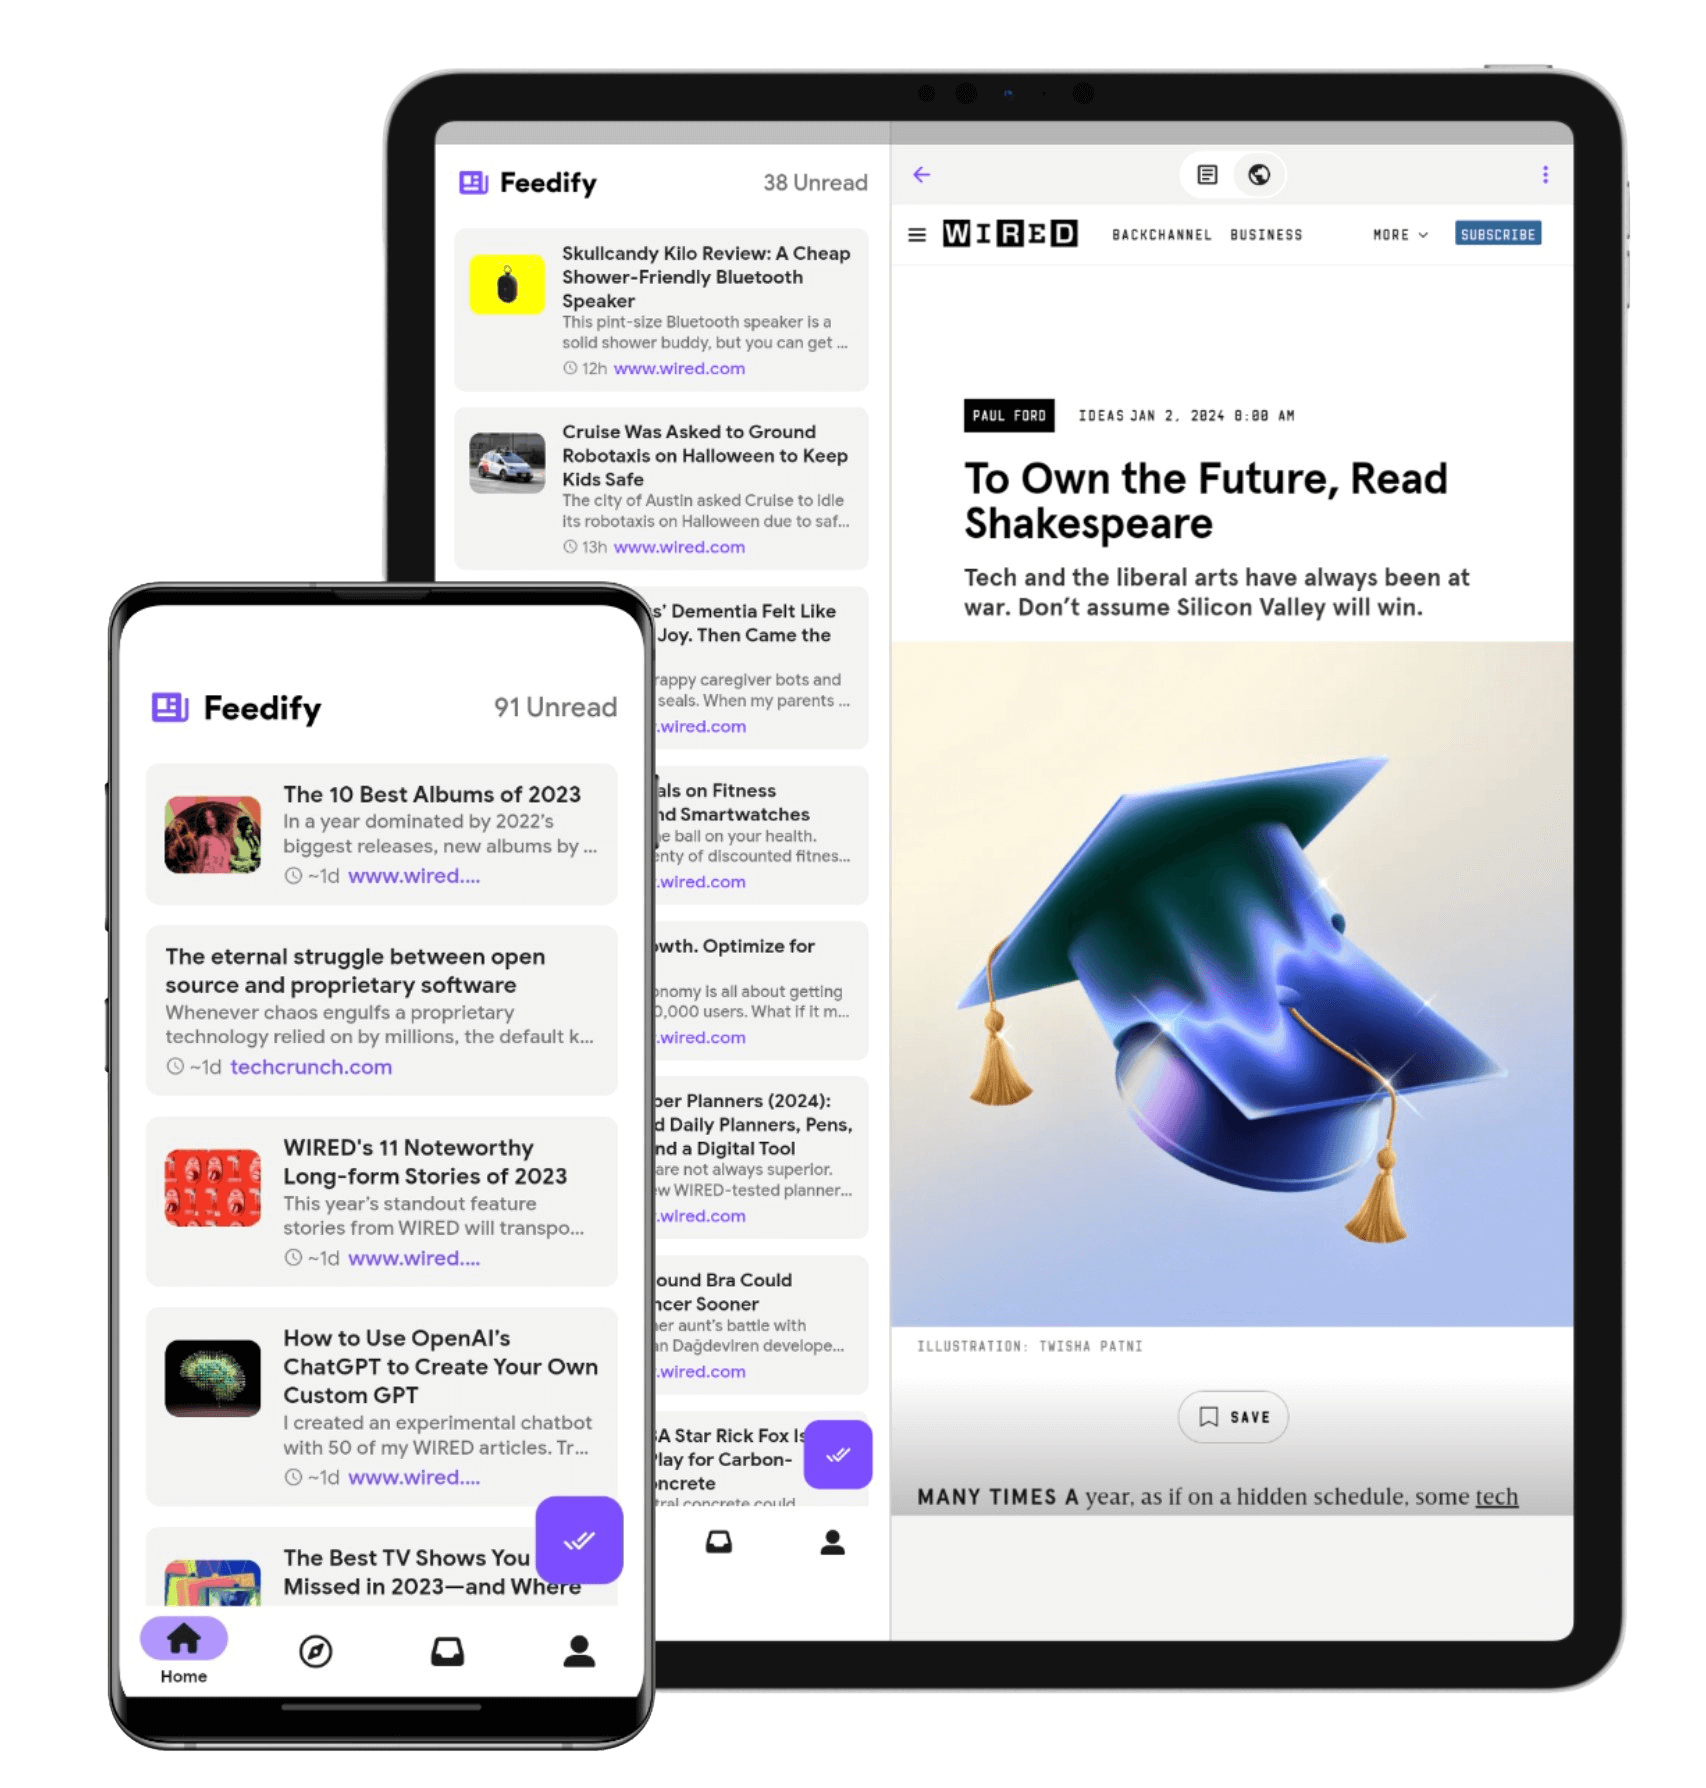 Feedify
38 Unread
Skullcandy Kilo Review: A Cheap
Shower-Friendly Bluetooth
Speaker
This pint-size Bluetooth speaker is a
solid shower buddy, but you can get ...
12h www.wired.com
Cruise Was Asked to Ground
Robotaxis on Halloween to Keep
Kids Safe
The city of Austin asked Cruise to idle
its robotaxis on Halloween due to saf...
13h www.wired.com
s' Dementia Felt Like
Joy. Then Came the
rappy caregiver bots and
seals. When my parents ...
.wired.com
als on Fitness
nd Smartwatches
e ball on your health.
enty of discounted fitnes...
.wired.com
wth. Optimize for
onomy is all about getting
0,000 users. What if it m...
.wired.com
per Planners (2024):
d Daily Planners, Pens,
nd a Digital Tool
are not always superior.
ew WIRED-tested planner...
.wired.com
ound Bra Could
ncer Sooner
er aunt's battle with
an Dağdeviren develope...
.wired.com
BA Star Rick Fox Is
Play for Carbon-
oncrete
tral concrete could
WIRED
BACKCHANNEL BUSINESS
MORE
SUBSCRIBE
PAUL FORD
IDEAS JAN 2, 2024 8:00 AM
To Own the Future, Read
Shakespeare
Tech and the liberal arts have always been at
war. Don't assume Silicon Valley will win.
ILLUSTRATION: TWISHA PATNI
SAVE
MANY TIMES A year, as if on a hidden schedule, some tech
Feedify
91 Unread
The 10 Best Albums of 2023
In a year dominated by 2022's
biggest releases, new albums by ...
~1d www.wired....
The eternal struggle between open
source and proprietary software
Whenever chaos engulfs a proprietary
technology relied on by millions, the default k...
~1d techcrunch.com
WIRED's 11 Noteworthy
Long-form Stories of 2023
This year's standout feature
stories from WIRED will transpo...
~1d www.wired....
How to Use OpenAI's
ChatGPT to Create Your Own
Custom GPT
I created an experimental chatbot
with 50 of my WIRED articles. Tr...
~1d www.wired....
The Best TV Shows You
Missed in 2023—and Where
Home